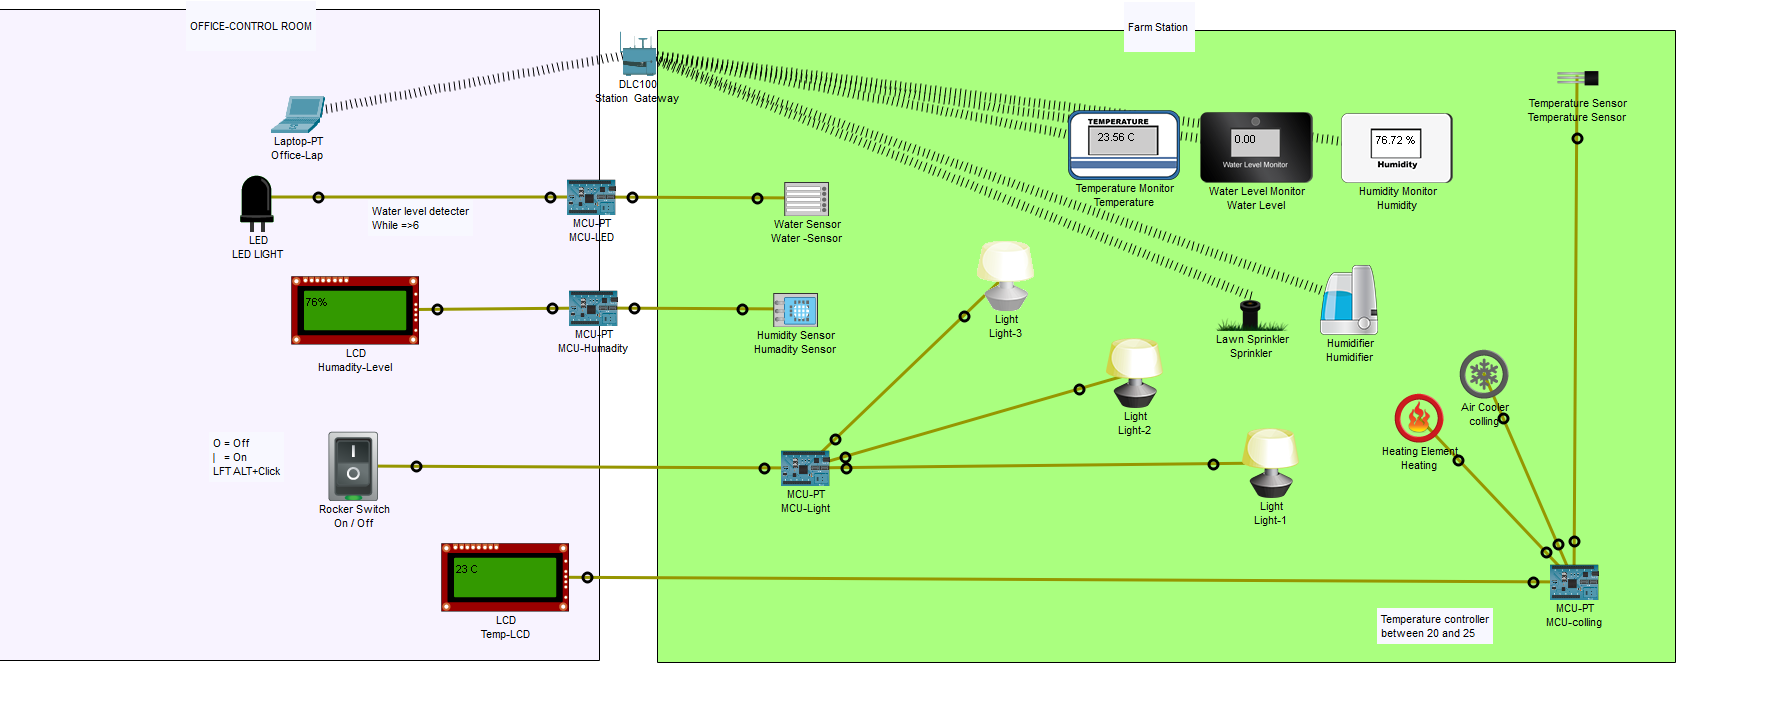 OFFICE-CONTROL ROOM
Farm Station
DLC100
Station Gateway
Laptop-PT
Office-Lap
TEMPERATURE
23.56 C
Temperature Monitor
Temperature
0.00
Water Level Monitor
Water Level Monitor
Water Level
76.72 %
Humidity
Humidity Monitor
Humidity
Temperature Sensor
Temperature Sensor
LED
LED LIGHT
Water level detecter
While =>6
MCU-PT
MCU-LED
Water Sensor
Water -Sensor
76%
LCD
Humadity-Level
MCU-PT
MCU-Humadity
Humidity Sensor
Humadity Sensor
Light
Light-3
Lawn Sprinkler
Sprinkler
Humidifier
Humidifier
Light
Light-2
Air Cooler
colling
Heating Element
Heating
O = Off
| = On
LFT ALT+Click
Rocker Switch
On / Off
MCU-PT
MCU-Light
Light
Light-1
23 C
LCD
Temp-LCD
MCU-PT
MCU-colling
Temperature controller
between 20 and 25